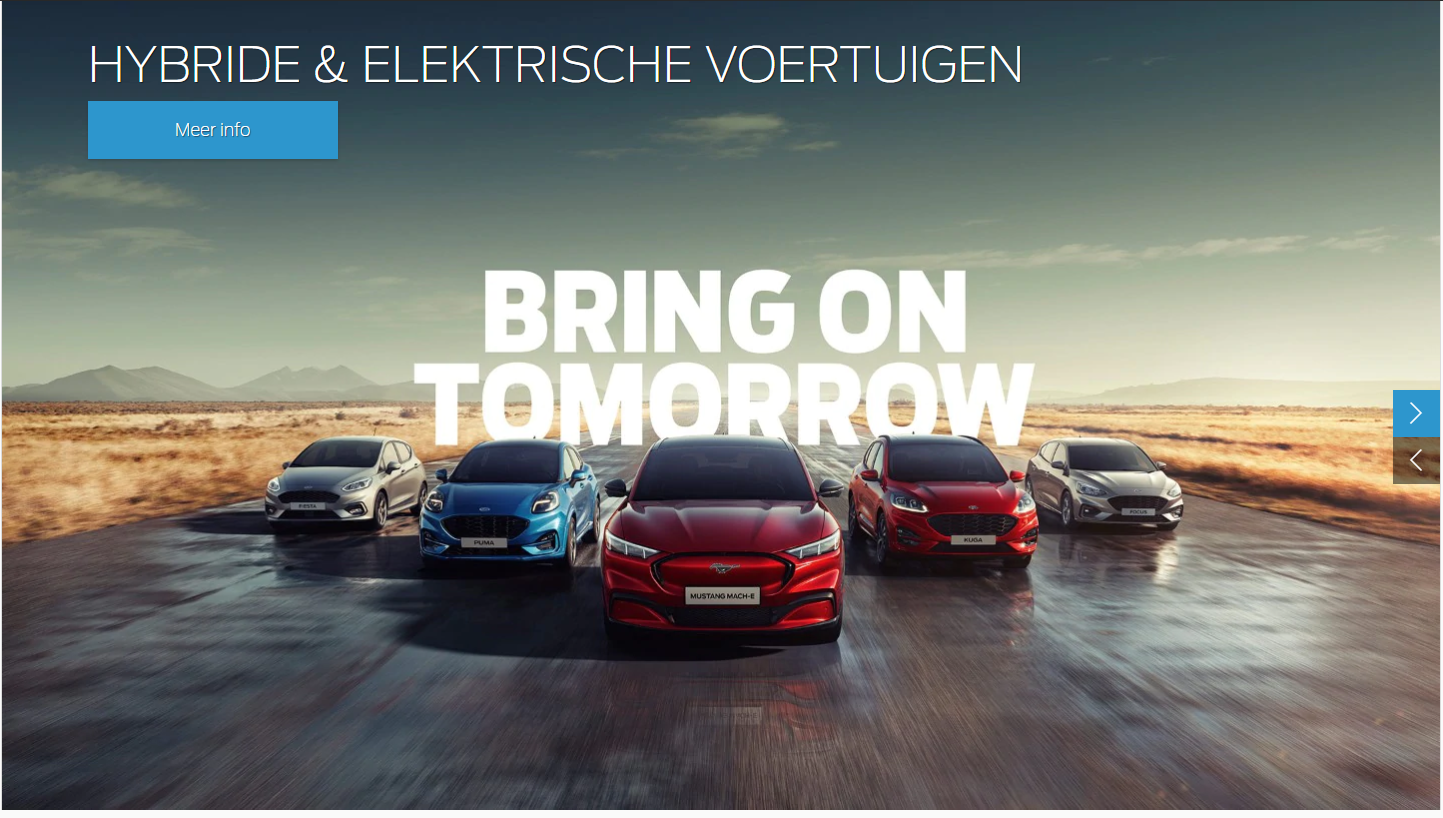 HYBRIDE & ELEKTRISCHE VOERTUIGEN
Meer info
BRING ON
TOMORROW
FIESTA
PUMA
MUSTANG MACH-E
KUGA
FOCUS